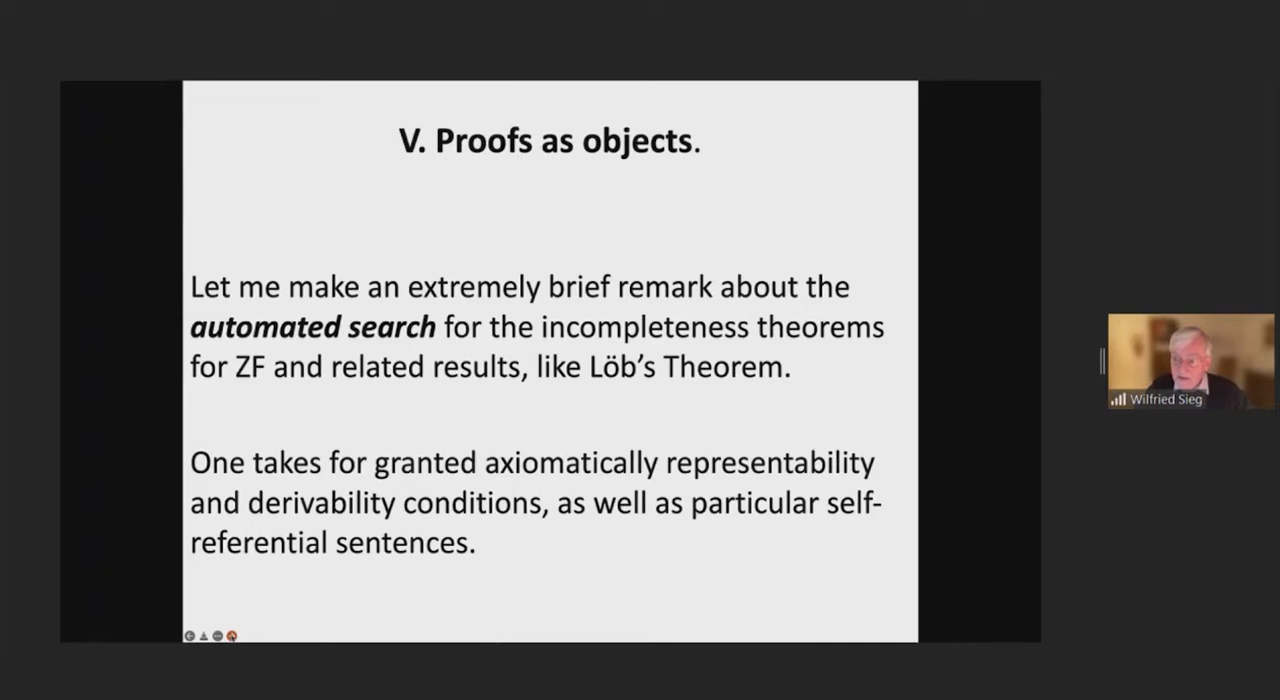 V. Proofs as objects.
Let me make an extremely brief remark about the
automated search for the incompleteness theorems
for ZF and related results, like Löb’s Theorem.
One takes for granted axiomatically representability
and derivability conditions, as well as particular self-
referential sentences.
Wilfried Sieg